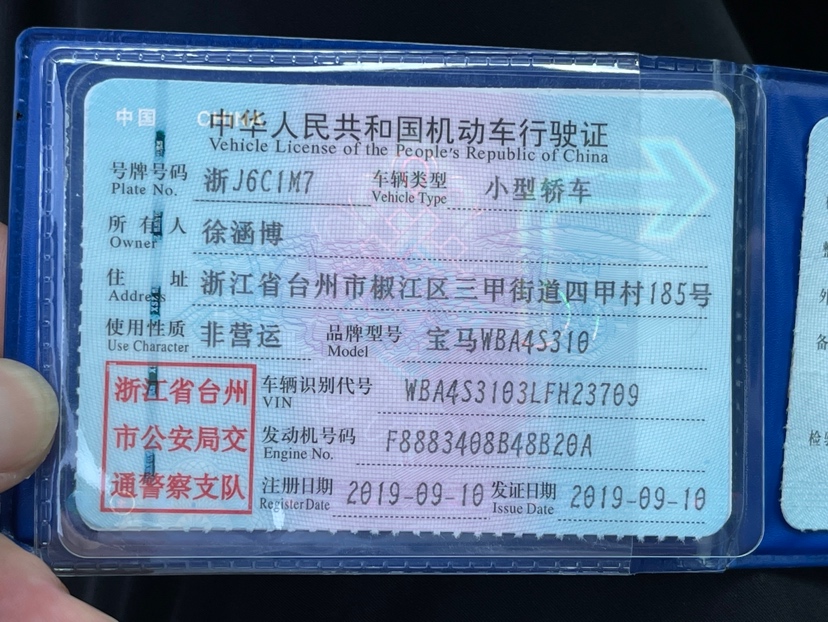 中国 CHINA
中华人民共和国机动车行驶证
Vehicle License of the People's Republic of China
号牌号码 浙J6C1M7 车辆类型 小型轿车
Plate No. Vehicle Type
所有人 徐涵博
Owner
住址 浙江省台州市椒江区三甲街道四甲村185号
Address
使用性质 非营运 品牌型号 宝马WBA4S310
Use Character Model
浙江省台州 车辆识别代号 WBA4S3103LFH23709
VIN
市公安局交 发动机号码 F8883408B48B20A
Engine No.
通警察支队 注册日期 2019-09-10 发证日期 2019-09-10
Register Date Issue Date